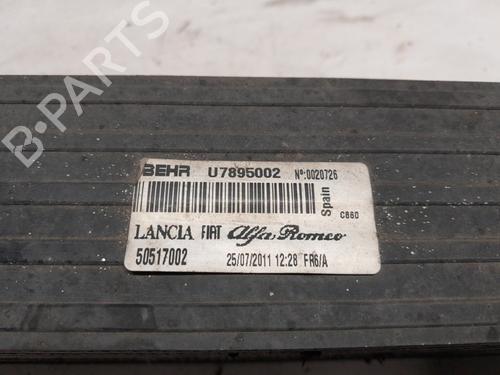 BEHR U7895002 Nº:0020726
Spain
C860
LANCIA FIAT Alfa Romeo
50517002 25/07/2011 12:28 FR6/A
B-PARTS